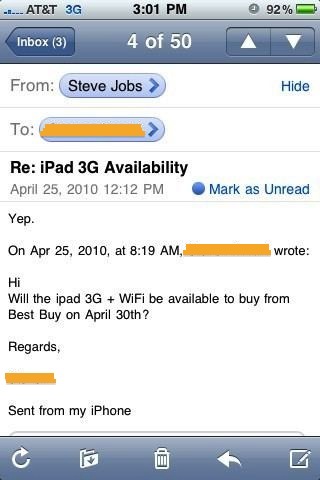 AT&T 3G 3:01 PM 92%
Inbox (3) 4 of 50
From: Steve Jobs Hide
To:
Re: iPad 3G Availability
April 25, 2010 12:12 PM Mark as Unread
Yep.
On Apr 25, 2010, at 8:19 AM, wrote:
Hi
Will the ipad 3G + WiFi be available to buy from
Best Buy on April 30th?
Regards,
Sent from my iPhone